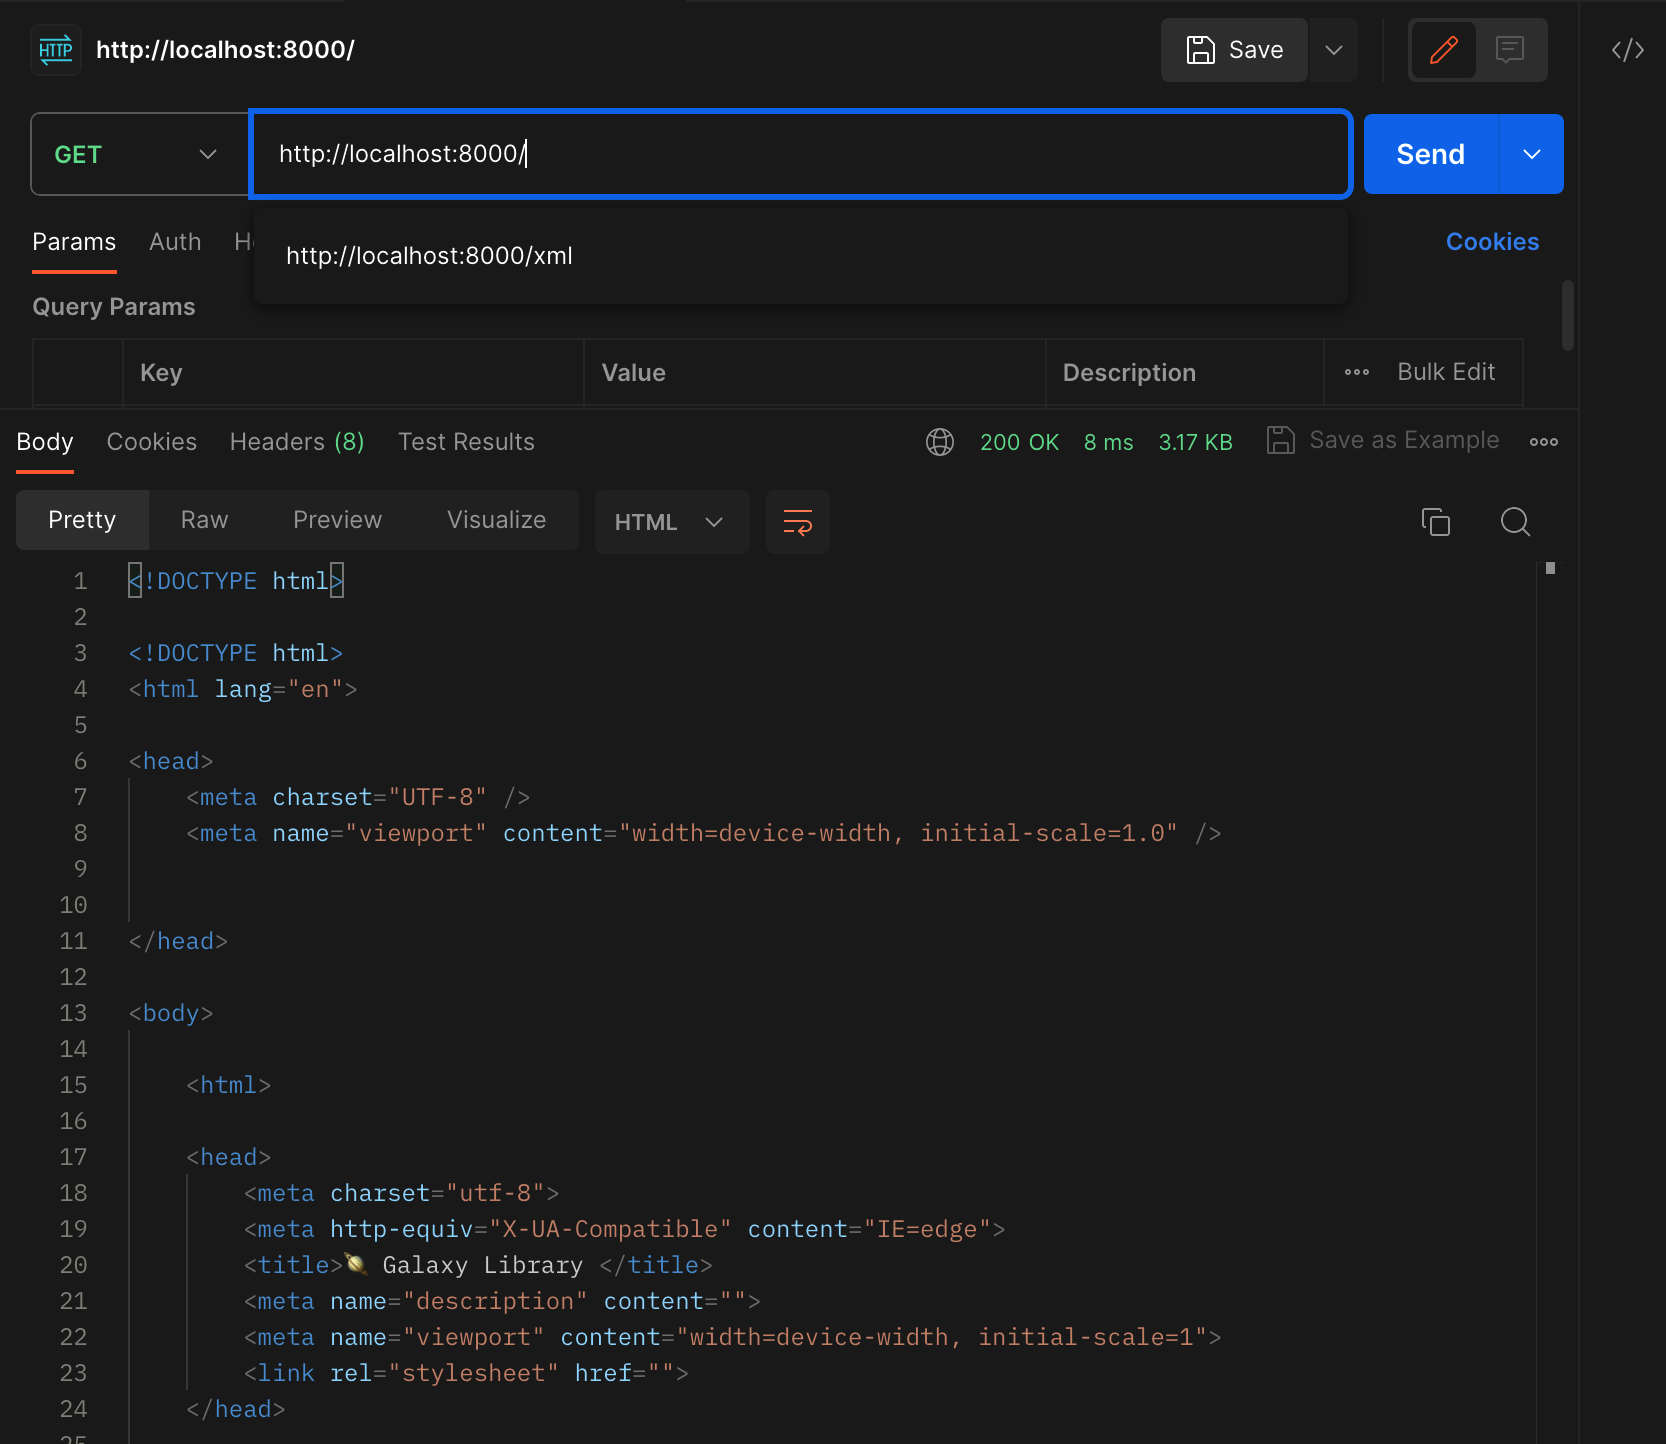 HTTP http://localhost:8000/ Save
GET http://localhost:8000/ Send
Params Auth Cookies
http://localhost:8000/xml
Query Params
Key Value Description Bulk Edit
Body Cookies Headers (8) Test Results 200 OK 8 ms 3.17 KB Save as Example
Pretty Raw Preview Visualize HTML
1 <!DOCTYPE html>
2
3 <!DOCTYPE html>
4 <html lang="en">
5
6 <head>
7 <meta charset="UTF-8" />
8 <meta name="viewport" content="width=device-width, initial-scale=1.0" />
9
10
11 </head>
12
13 <body>
14
15 <html>
16
17 <head>
18 <meta charset="utf-8">
19 <meta http-equiv="X-UA-Compatible" content="IE=edge">
20 <title>🪐 Galaxy Library </title>
21 <meta name="description" content="">
22 <meta name="viewport" content="width=device-width, initial-scale=1">
23 <link rel="stylesheet" href="">
24 </head>
25